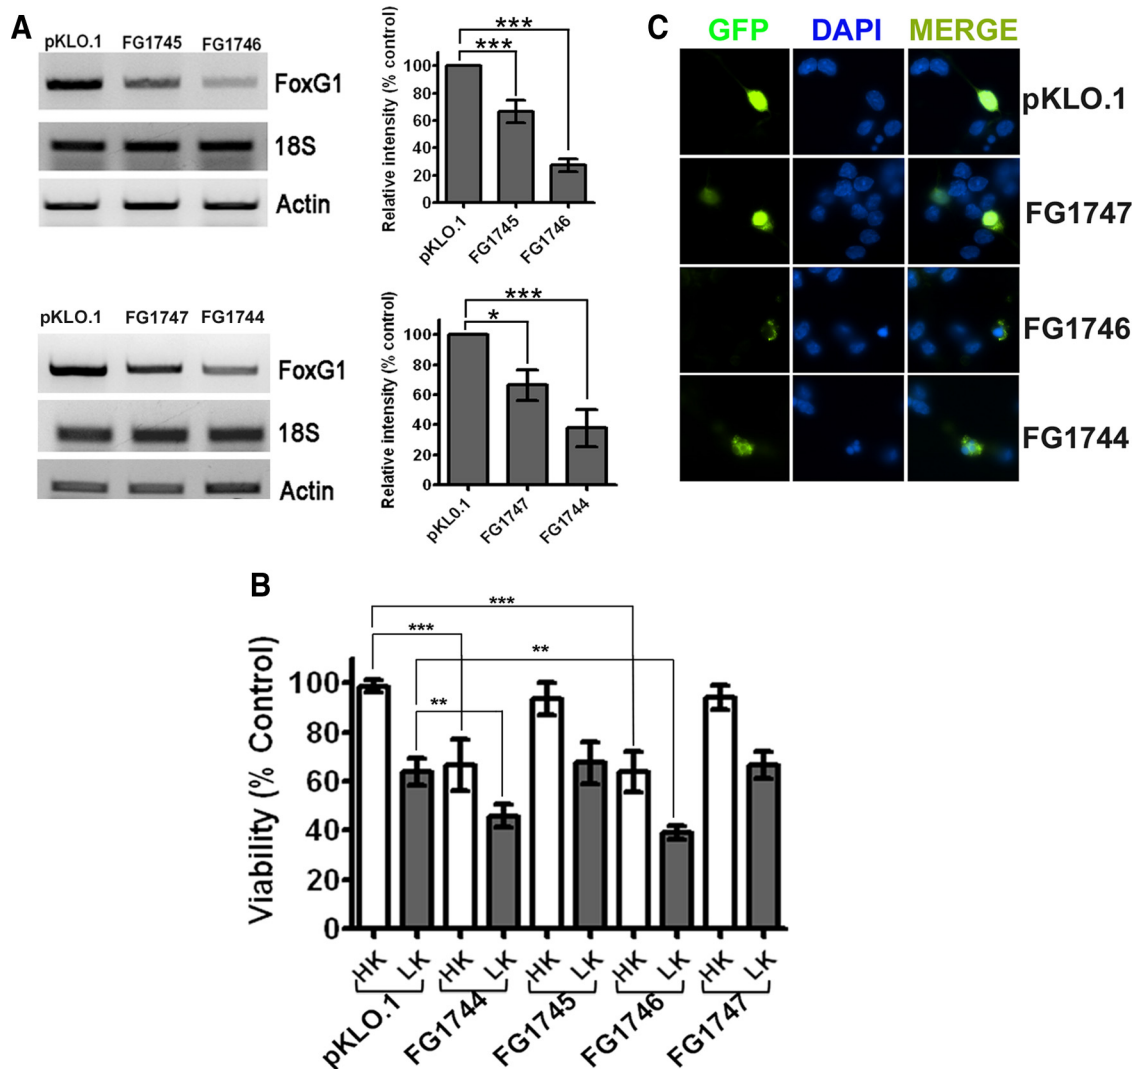 A
pKLO.1 FG1745 FG1746
FoxG1
18S
Actin
Relative intensity (% control)
100
80
60
40
20
0
***
***
pKLO.1 FG1745 FG1746
pKLO.1 FG1747 FG1744
FoxG1
18S
Actin
Relative intensity (% control)
100
80
60
40
20
0
***
*
pKL0.1 FG1747 FG1744
C
GFP DAPI MERGE
pKLO.1
FG1747
FG1746
FG1744
B
Viability (% Control)
100
80
60
40
20
0
***
***
**
**
HK LK HK LK HK LK HK LK HK LK
pKLO.1 FG1744 FG1745 FG1746 FG1747